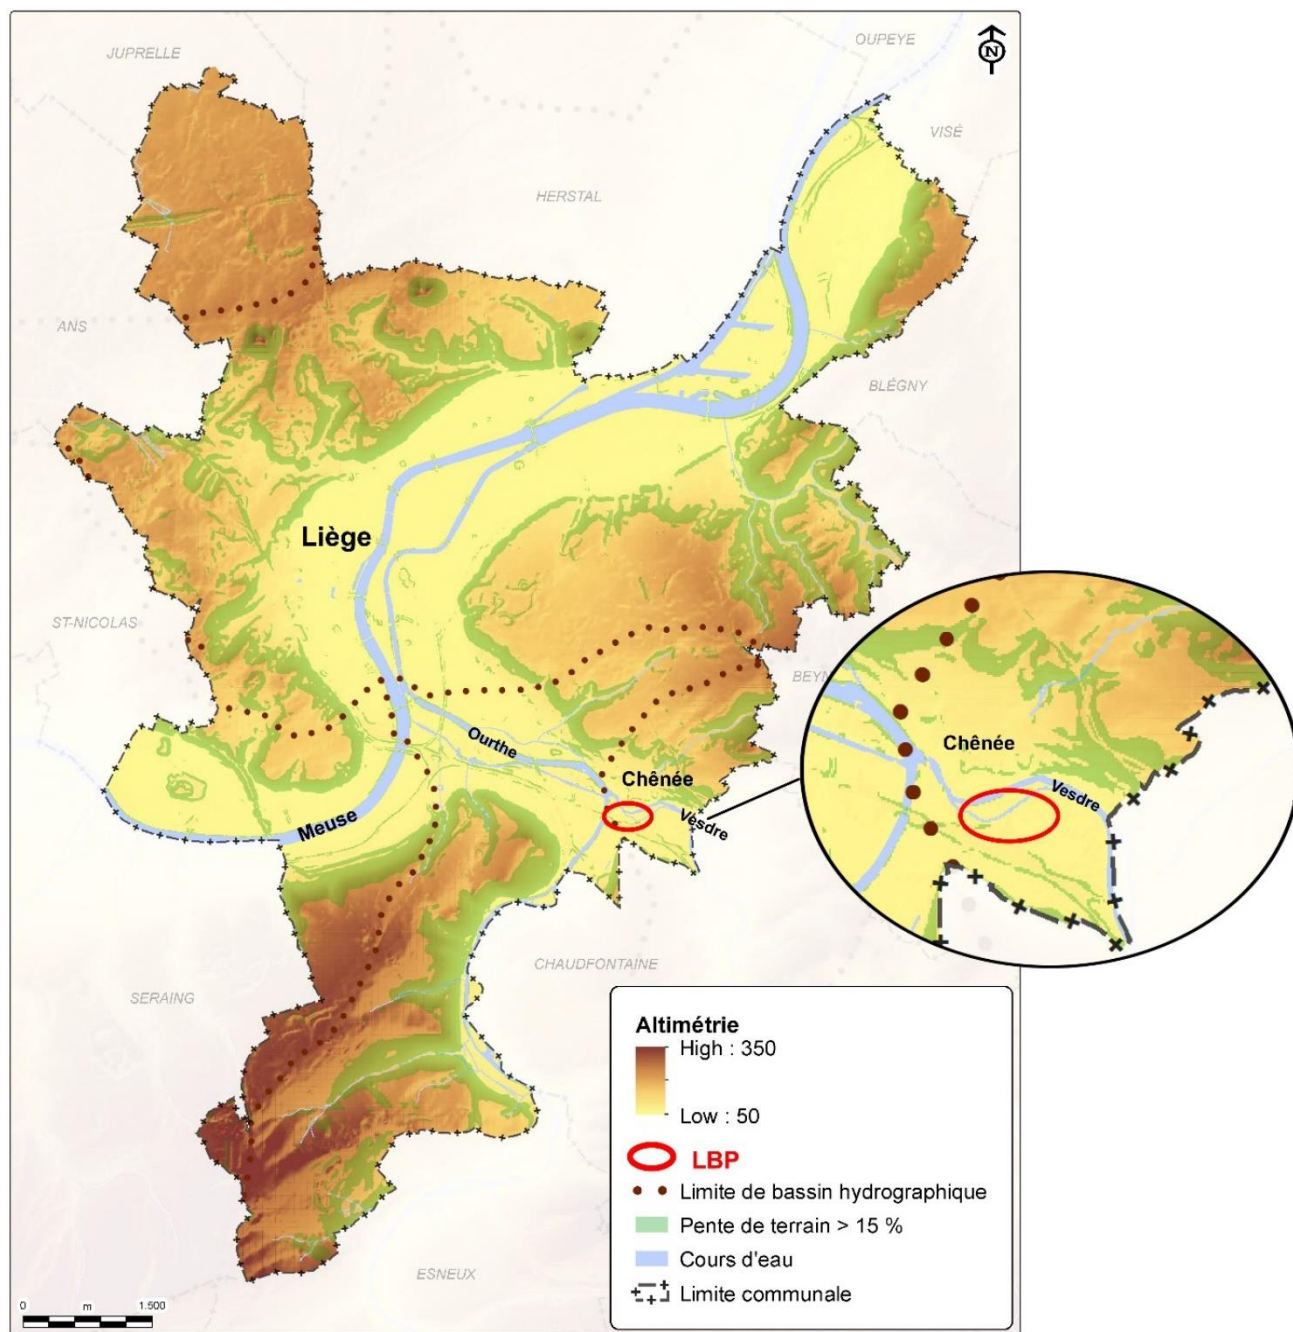 JUPRELLE
OUPEYE
N
VISÉ
HERSTAL
ANS
BLÉGNY
Liège
ST-NICOLAS
BEYN
Ourthe
Chênée
Chênée
Vesdre
Meuse
Vesdre
CHAUDFONTAINE
SERAING
Altimétrie
High : 350
Low : 50
LBP
Limite de bassin hydrographique
Pente de terrain > 15 %
Cours d'eau
Limite communale
ESNEUX
0 m 1.500